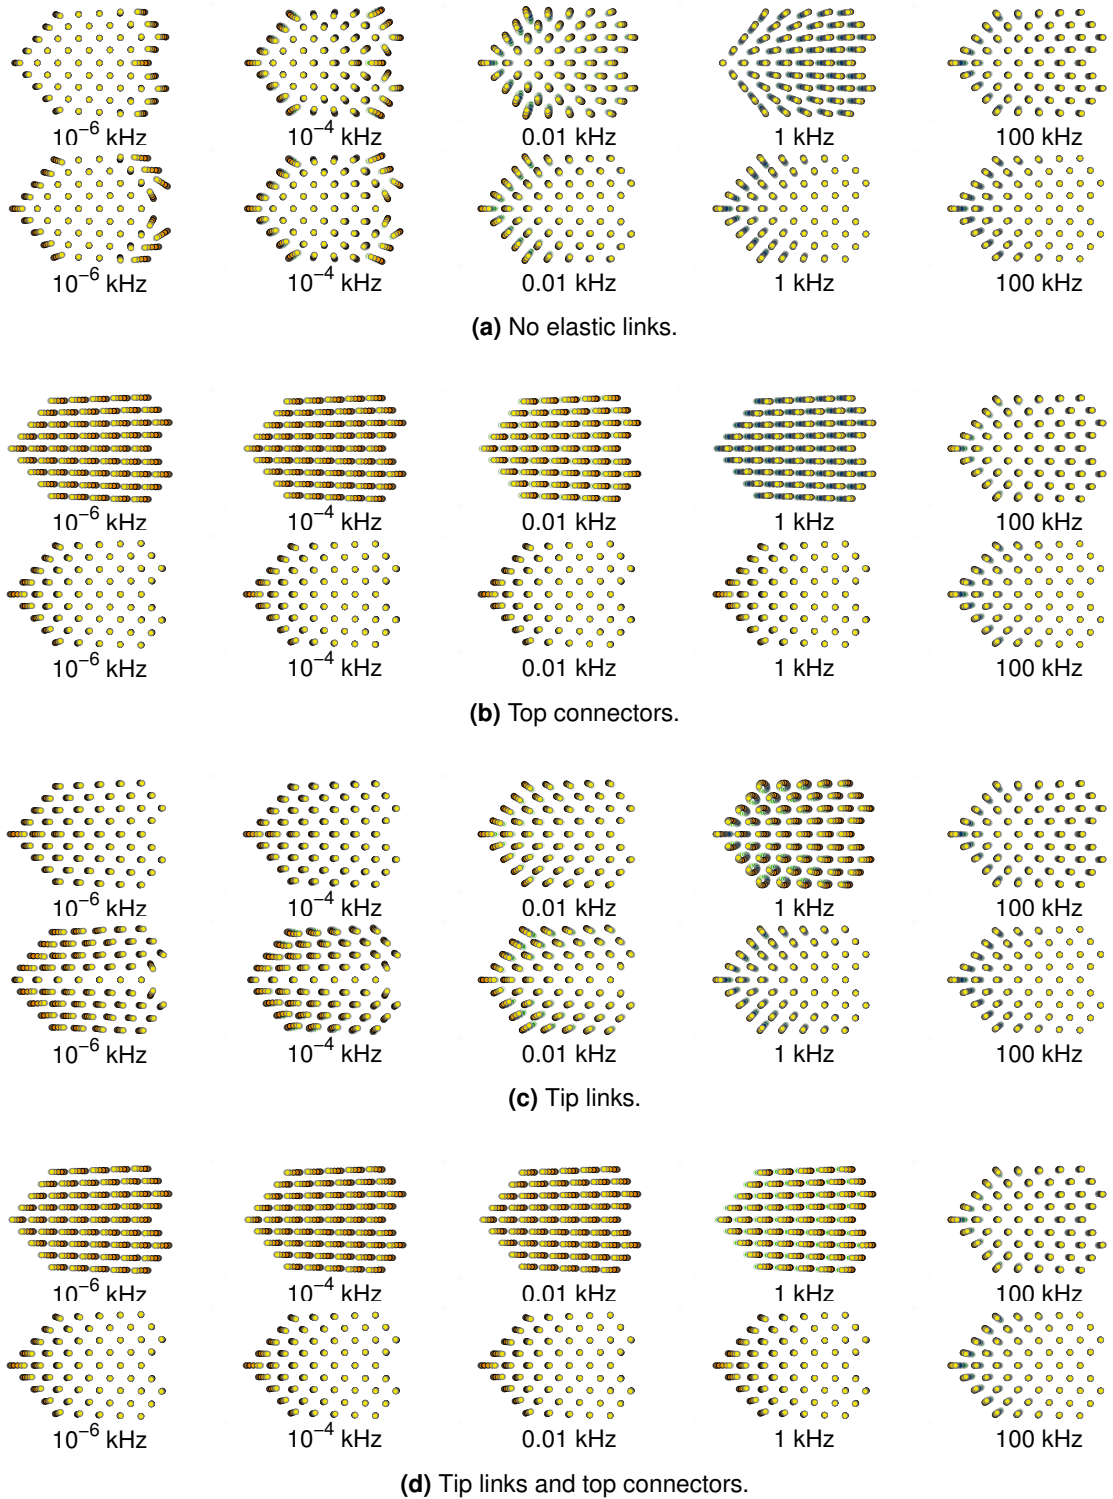 10⁻⁶ kHz 10⁻⁴ kHz 0.01 kHz 1 kHz 100 kHz
10⁻⁶ kHz 10⁻⁴ kHz 0.01 kHz 1 kHz 100 kHz
(a) No elastic links.
10⁻⁶ kHz 10⁻⁴ kHz 0.01 kHz 1 kHz 100 kHz
10⁻⁶ kHz 10⁻⁴ kHz 0.01 kHz 1 kHz 100 kHz
(b) Top connectors.
10⁻⁶ kHz 10⁻⁴ kHz 0.01 kHz 1 kHz 100 kHz
10⁻⁶ kHz 10⁻⁴ kHz 0.01 kHz 1 kHz 100 kHz
(c) Tip links.
10⁻⁶ kHz 10⁻⁴ kHz 0.01 kHz 1 kHz 100 kHz
10⁻⁶ kHz 10⁻⁴ kHz 0.01 kHz 1 kHz 100 kHz
(d) Tip links and top connectors.